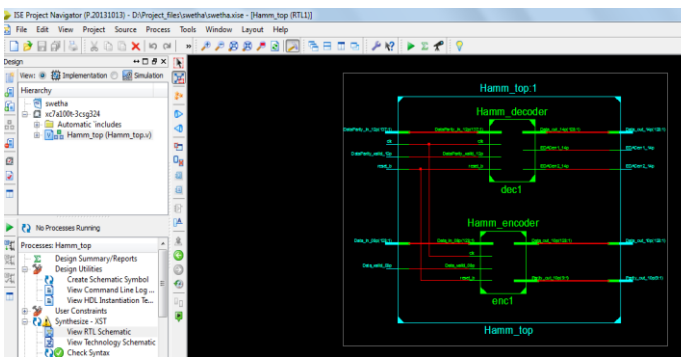 ISE Project Navigator (P.20131013) - D:\Project_files\swetha\swetha.xise - [Hamm_top (RTL1)]
File Edit View Project Source Process Tools Window Layout Help
Design
View: Implementation Simulation
Hierarchy
swetha
xc7a100t-3csg324
Automatic `includes
Hamm_top (Hamm_top.v)
No Processes Running
Processes: Hamm_top
Design Summary/Reports
Design Utilities
Create Schematic Symbol
View Command Line Log ...
View HDL Instantiation Te...
User Constraints
Synthesize - XST
View RTL Schematic
View Technology Schematic
Check Syntax
Hamm_top:1
Hamm_decoder
clk
reset_b
dec1
Hamm_encoder
clk
reset_b
enc1
Hamm_top